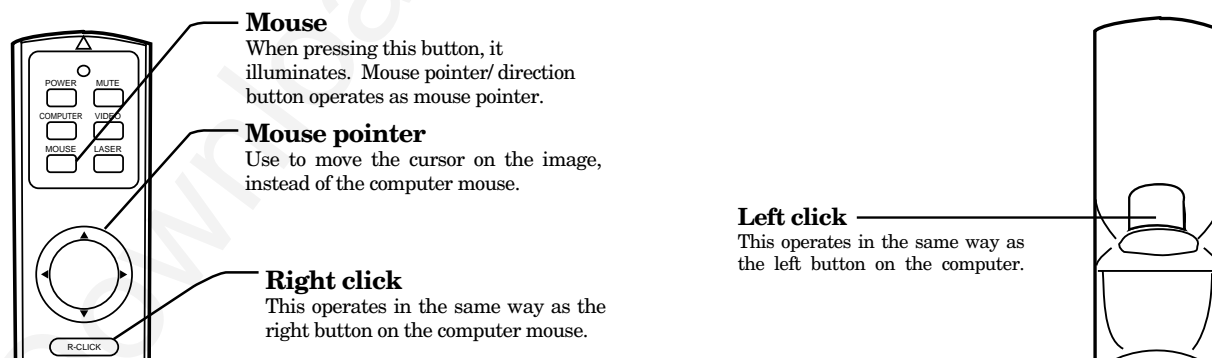 Mouse
When pressing this button, it
illuminates. Mouse pointer/ direction
button operates as mouse pointer.
Mouse pointer
Use to move the cursor on the image,
instead of the computer mouse.
Right click
This operates in the same way as the
right button on the computer mouse.
POWER MUTE
COMPUTER VIDEO
MOUSE LASER
R-CLICK
Left click
This operates in the same way as
the left button on the computer.